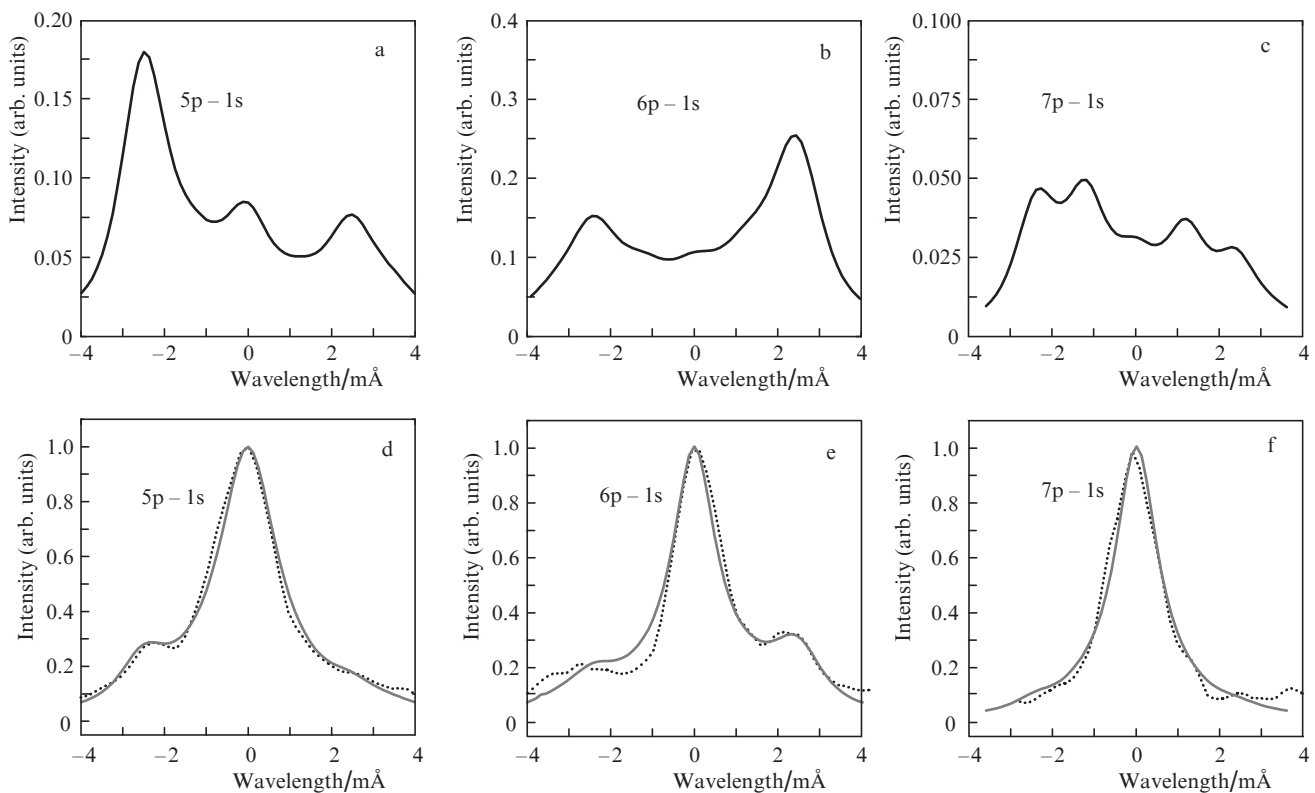 Intensity (arb. units)
0.20
0.15
0.10
0.05
0
−4
−2
0
2
4
Wavelength/mÅ
5p – 1s
a
Intensity (arb. units)
0.4
0.3
0.2
0.1
0
−4
−2
0
2
4
Wavelength/mÅ
6p – 1s
b
Intensity (arb. units)
0.100
0.075
0.050
0.025
0
−4
−2
0
2
4
Wavelength/mÅ
7p – 1s
c
Intensity (arb. units)
1.0
0.8
0.6
0.4
0.2
0
−4
−2
0
2
4
Wavelength/mÅ
5p – 1s
d
Intensity (arb. units)
1.0
0.8
0.6
0.4
0.2
0
−4
−2
0
2
4
Wavelength/mÅ
6p – 1s
e
Intensity (arb. units)
1.0
0.8
0.6
0.4
0.2
0
−4
−2
0
2
4
Wavelength/mÅ
7p – 1s
f